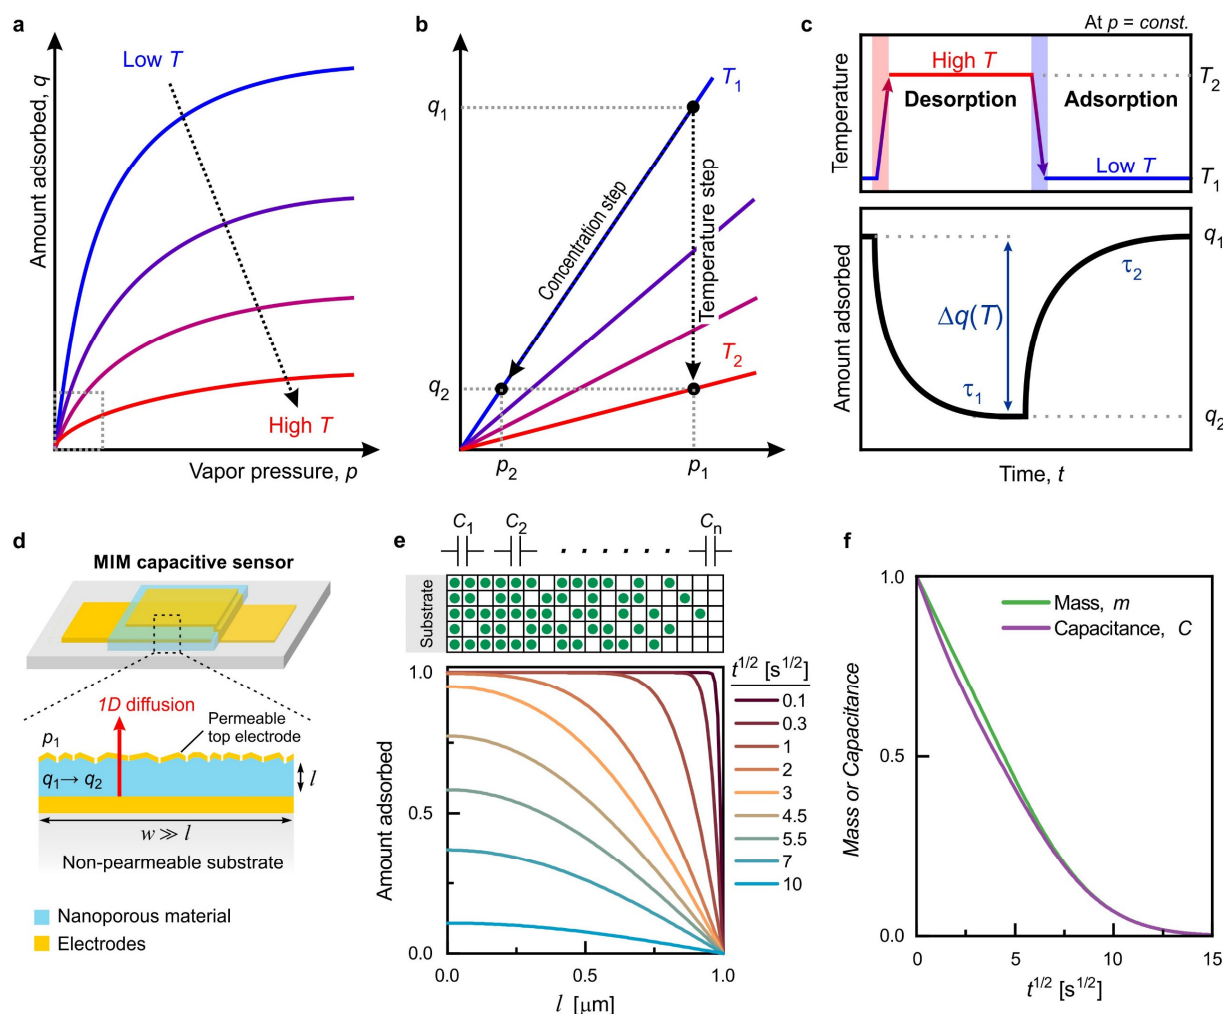 a
Amount adsorbed, q
Low T
High T
Vapor pressure, p
b
T1
q1
Concentration step
Temperature step
T2
q2
p2
p1
c
At p = const.
Temperature
High T
T2
Desorption
Adsorption
Low T
T1
Amount adsorbed
q1
τ2
Δq(T)
τ1
q2
Time, t
d
MIM capacitive sensor
1D diffusion
Permeable
top electrode
p1
q1→ q2
l
w ≫ l
Non-pearmeable substrate
Nanoporous material
Electrodes
e
C1
C2
Cn
Substrate
t1/2 [s1/2]
0.1
0.3
1
2
3
4.5
5.5
7
10
Amount adsorbed
1.0
0.5
0.0
0.0
0.5
1.0
l [μm]
f
Mass, m
Capacitance, C
Mass or Capacitance
1.0
0.5
0.0
0
5
10
15
t1/2 [s1/2]